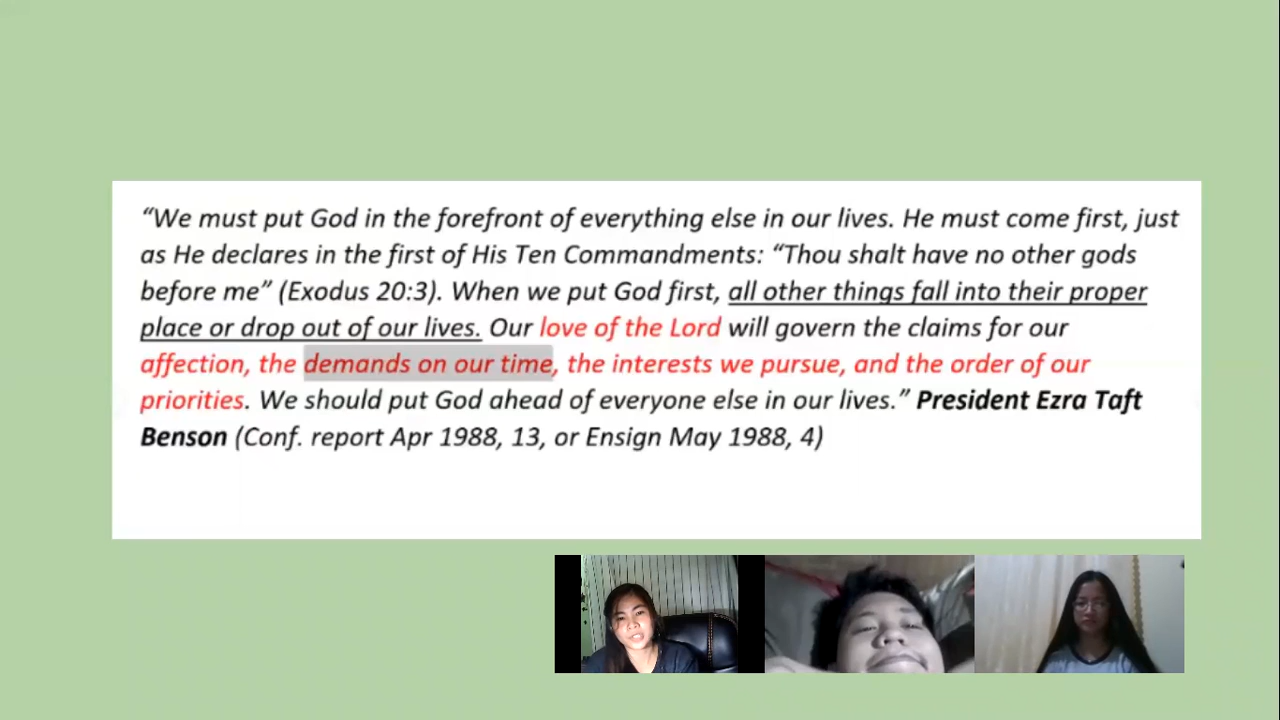 “We must put God in the forefront of everything else in our lives. He must come first, just
as He declares in the first of His Ten Commandments: “Thou shalt have no other gods
before me” (Exodus 20:3). When we put God first, all other things fall into their proper
place or drop out of our lives. Our love of the Lord will govern the claims for our
affection, the demands on our time, the interests we pursue, and the order of our
priorities. We should put God ahead of everyone else in our lives.” President Ezra Taft
Benson (Conf. report Apr 1988, 13, or Ensign May 1988, 4)